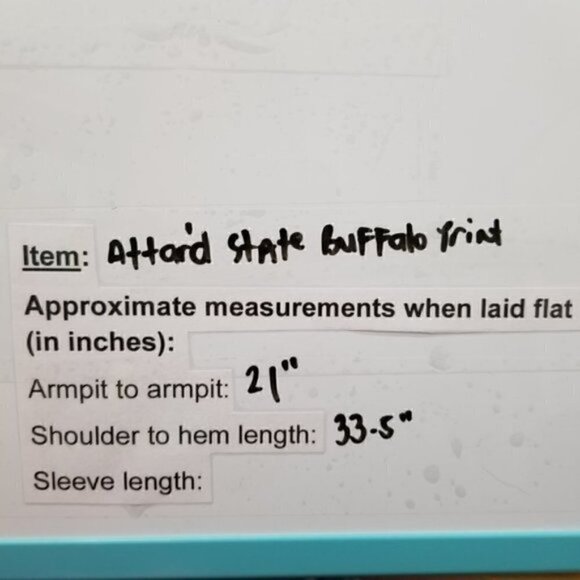 Item: Attar'd State Buffalo Print
Approximate measurements when laid flat
(in inches):
Armpit to armpit: 21"
Shoulder to hem length: 33.5"
Sleeve length: